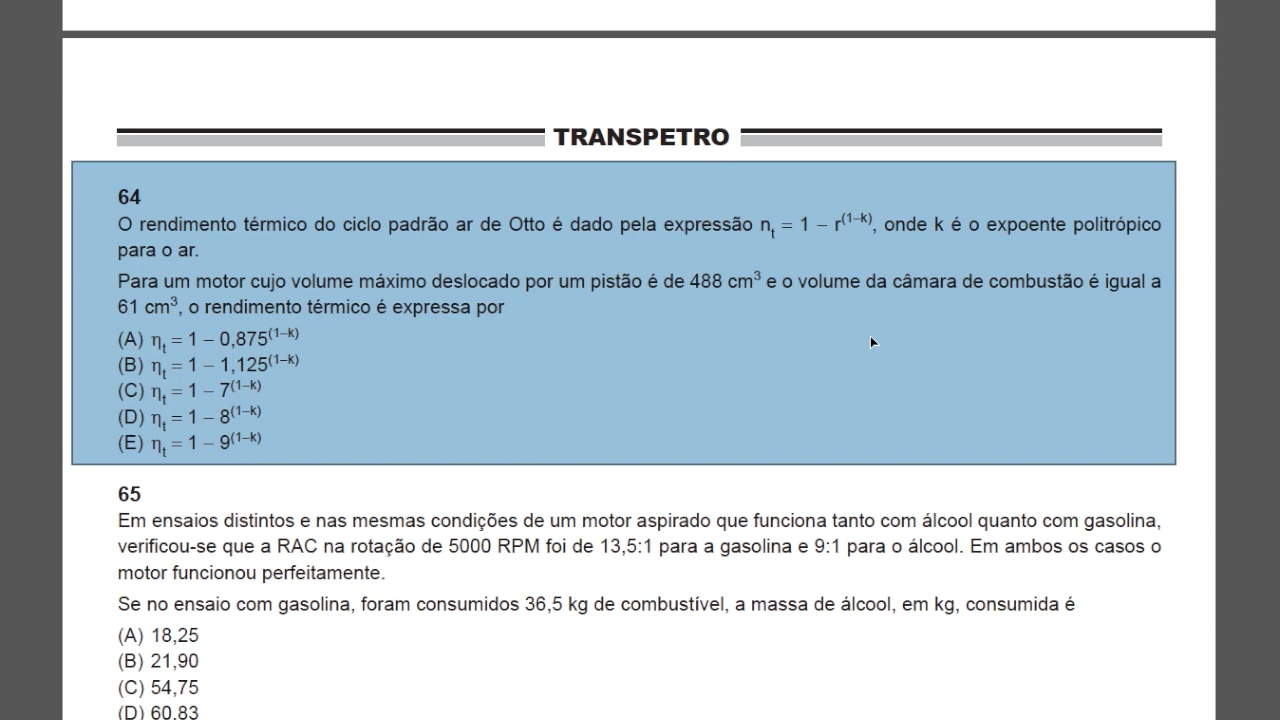 TRANSPETRO
64
O rendimento térmico do ciclo padrão ar de Otto é dado pela expressão nt = 1 – r(1–k), onde k é o expoente politrópico
para o ar.
Para um motor cujo volume máximo deslocado por um pistão é de 488 cm3 e o volume da câmara de combustão é igual a
61 cm3, o rendimento térmico é expressa por
(A) ηt = 1 – 0,875(1–k)
(B) ηt = 1 – 1,125(1–k)
(C) ηt = 1 – 7(1–k)
(D) ηt = 1 – 8(1–k)
(E) ηt = 1 – 9(1–k)
65
Em ensaios distintos e nas mesmas condições de um motor aspirado que funciona tanto com álcool quanto com gasolina,
verificou-se que a RAC na rotação de 5000 RPM foi de 13,5:1 para a gasolina e 9:1 para o álcool. Em ambos os casos o
motor funcionou perfeitamente.
Se no ensaio com gasolina, foram consumidos 36,5 kg de combustível, a massa de álcool, em kg, consumida é
(A) 18,25
(B) 21,90
(C) 54,75
(D) 60,83